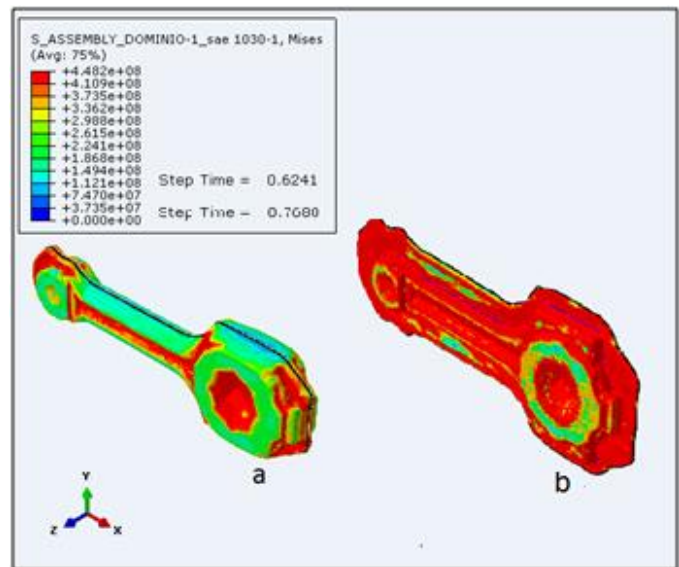 S_ASSEMBLY_DOMINIO-1_sae 1030-1, Mises
(Avg: 75%)
+4.482e+08
+4.109e+08
+3.735e+08
+3.362e+08
+2.988e+08
+2.615e+08
+2.241e+08
+1.868e+08
+1.494e+08
+1.121e+08
+7.470e+07
+3.735e+07
+0.000e+00
Step Time = 0.6241
Step Time = 0.7680
a
b
Y
Z X